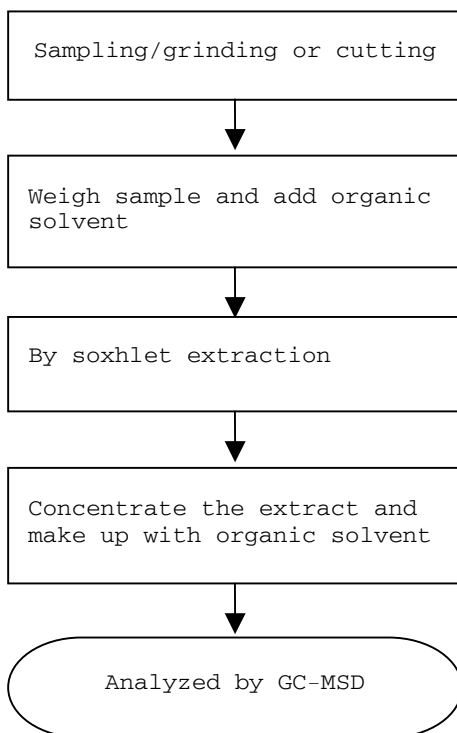 Sampling/grinding or cutting
Weigh sample and add organic
solvent
By soxhlet extraction
Concentrate the extract and
make up with organic solvent
Analyzed by GC-MSD